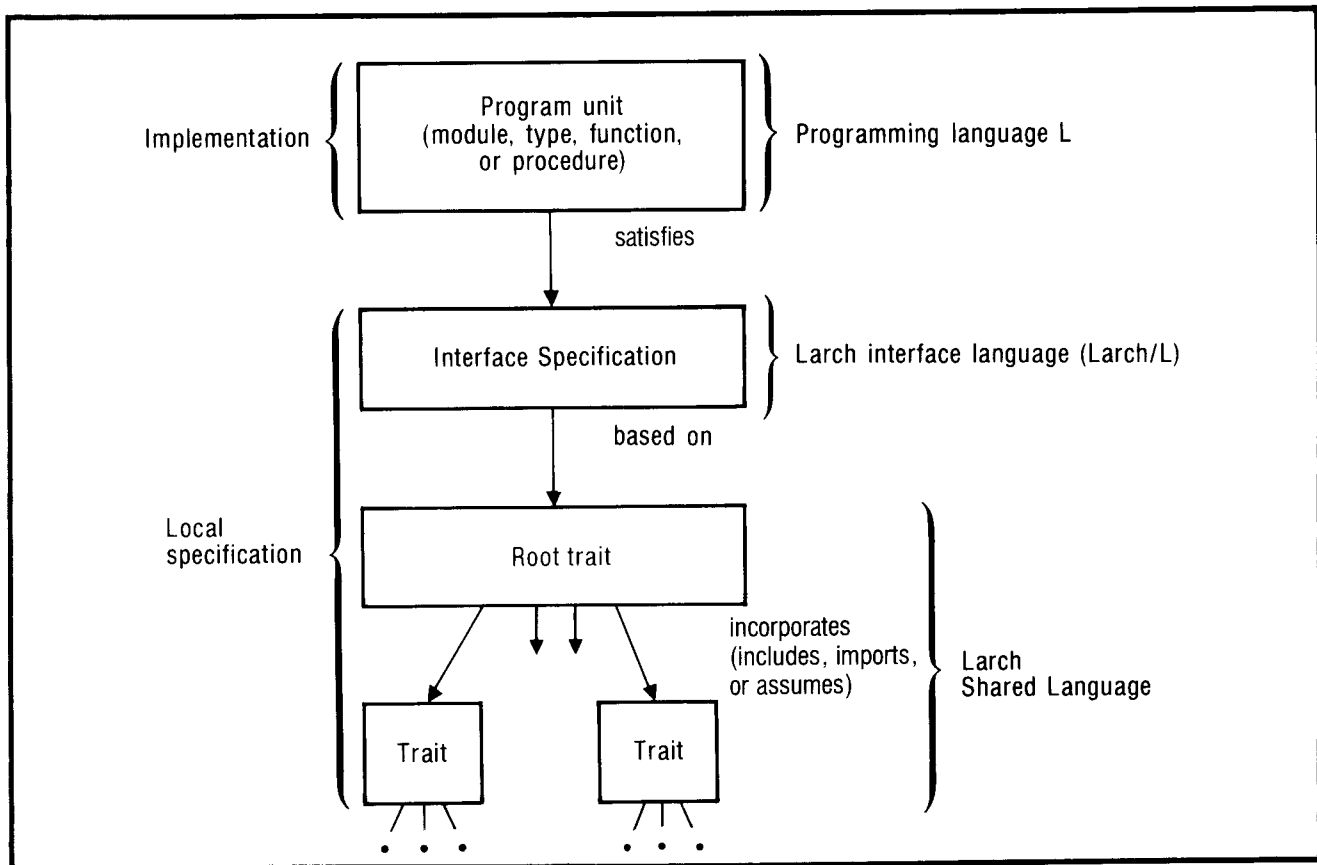 Implementation
Program unit
(module, type, function,
or procedure)
Programming language L
satisfies
Interface Specification
Larch interface language (Larch/L)
based on
Local
specification
Root trait
incorporates
(includes, imports,
or assumes)
Larch
Shared Language
Trait
Trait